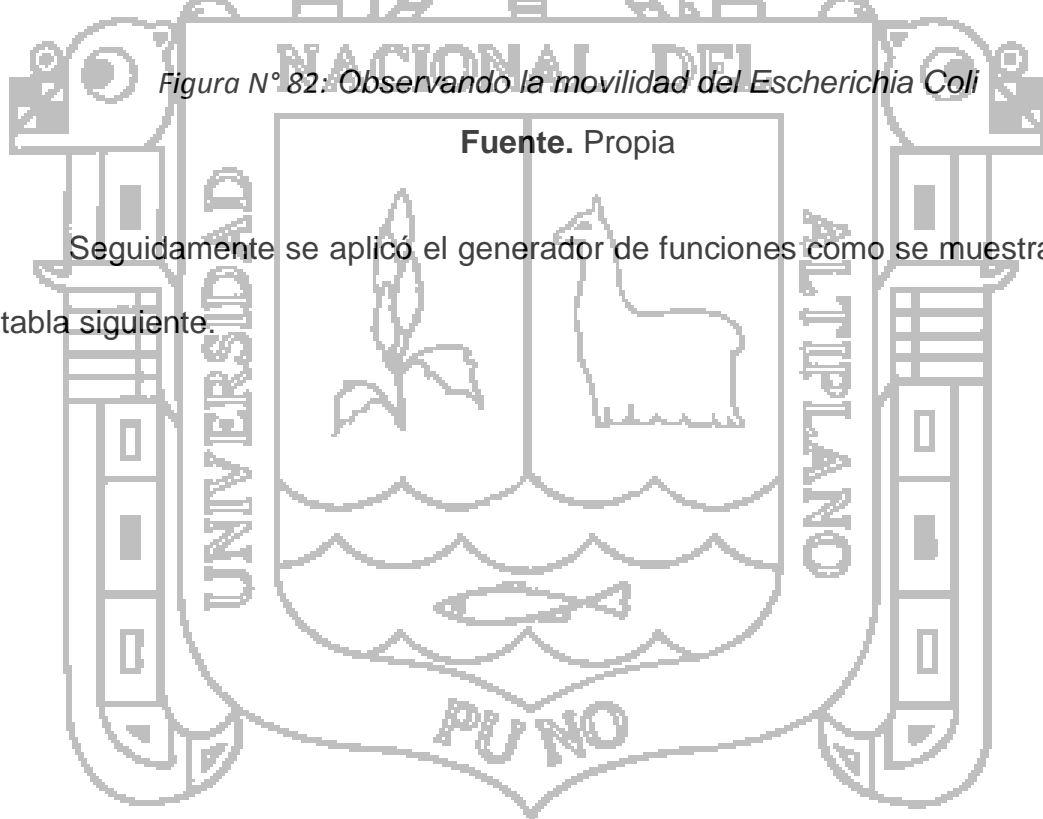 NACIONAL DEL
Figura N° 82: Observando la movilidad del Escherichia Coli
Fuente. Propia
UNIVERSIDAD
ALTIPLANO
Seguidamente se aplicó el generador de funciones como se muestra
tabla siguiente.
PUNO